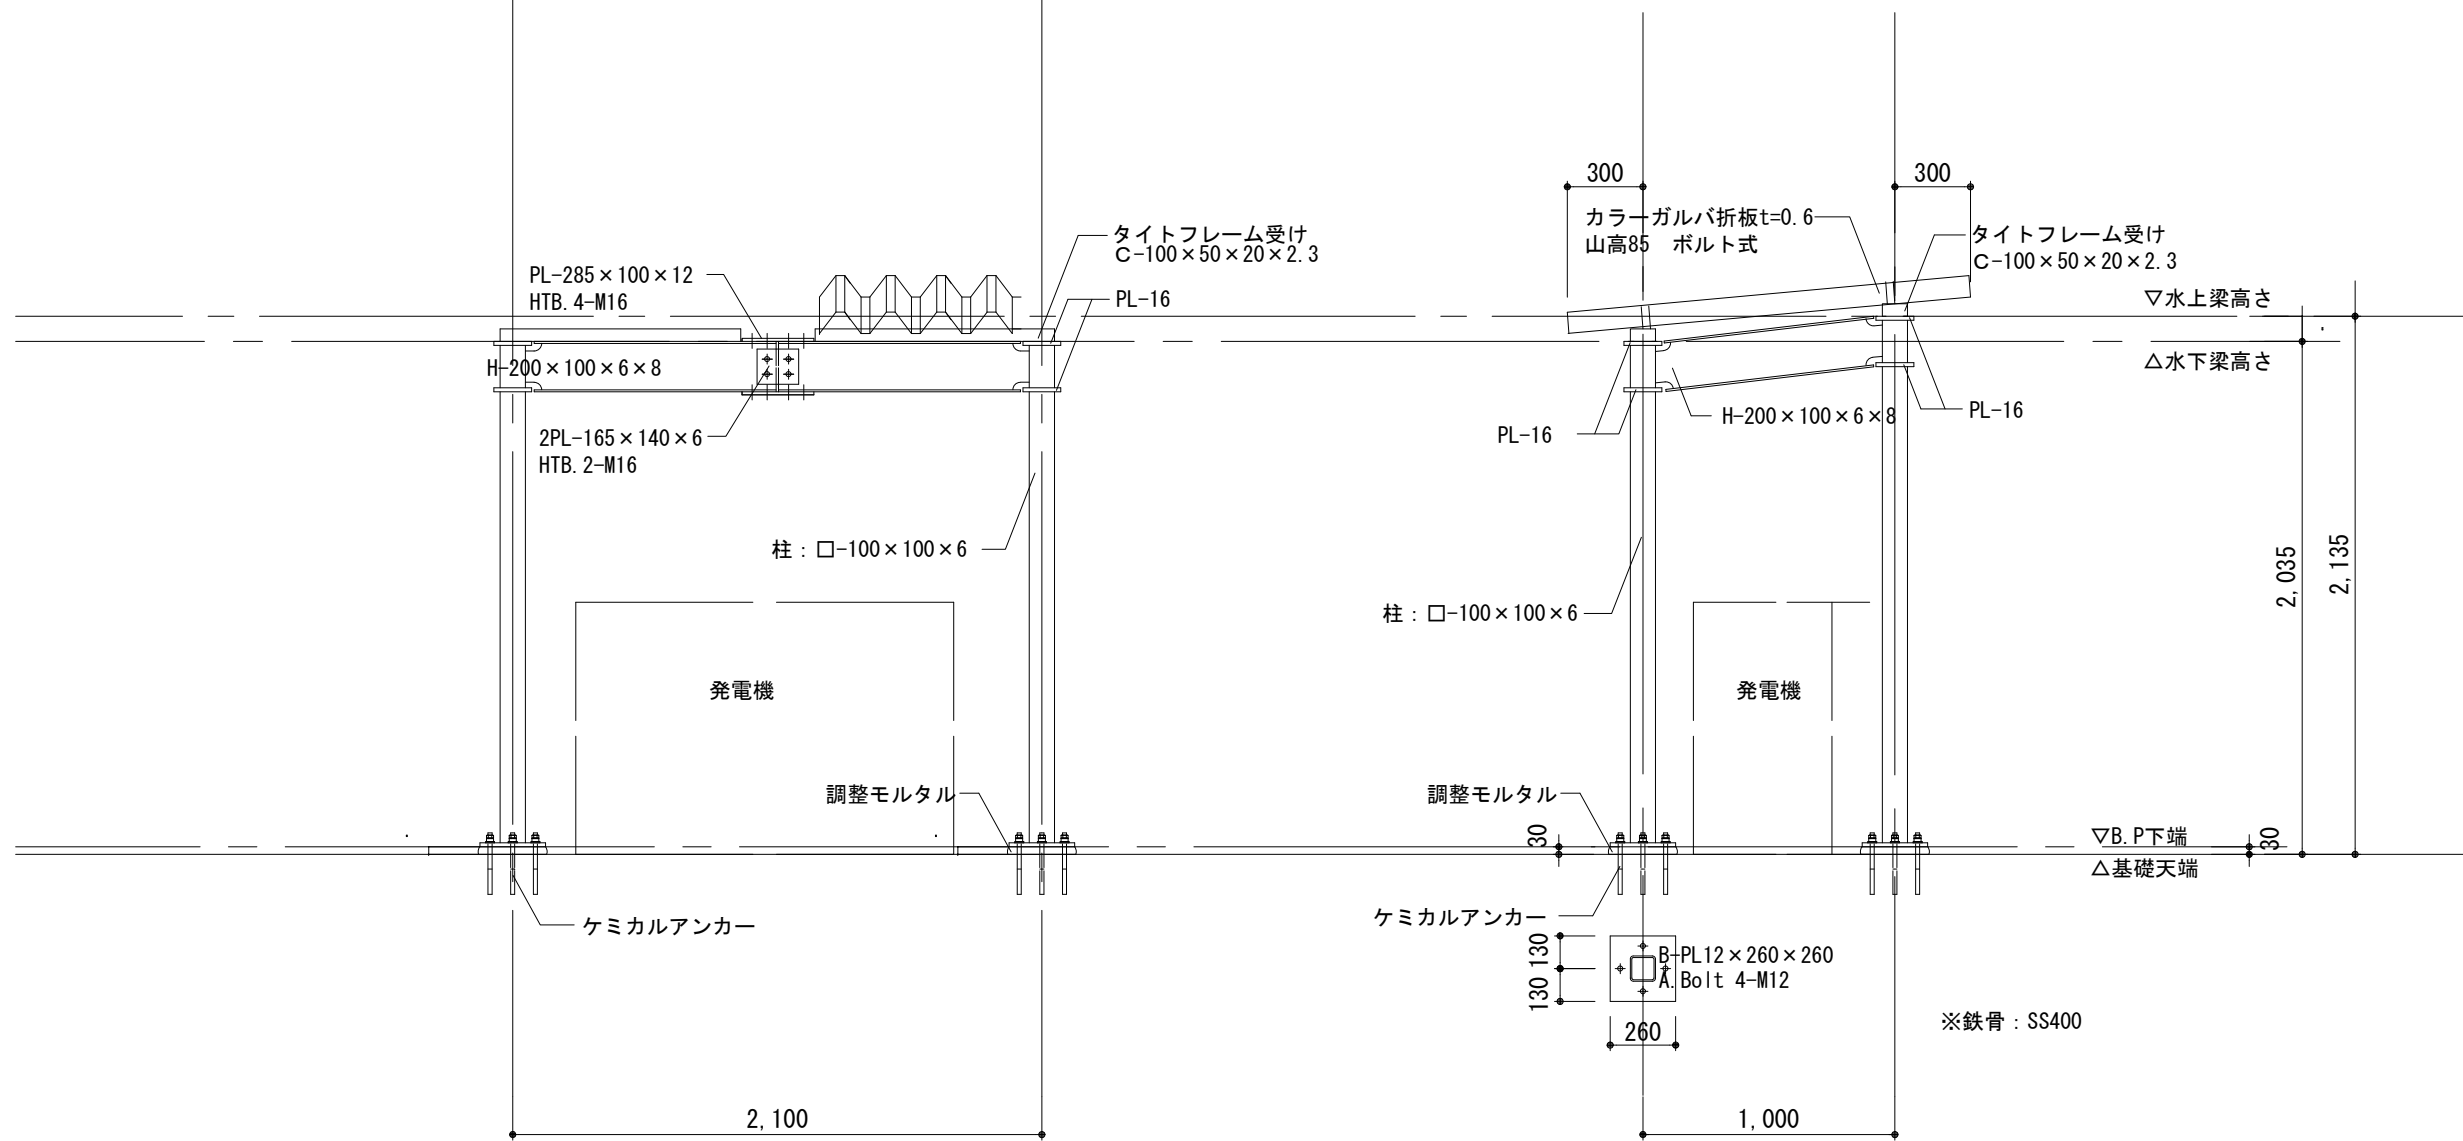 PL-285×100×12
HTB.4-M16
H-200×100×6×8
2PL-165×140×6
HTB.2-M16
タイトフレーム受け
C-100×50×20×2.3
PL-16
柱：□-100×100×6
発電機
調整モルタル
ケミカルアンカー
2,100
300
300
カラーガルバ折板t=0.6
山高85 ボルト式
タイトフレーム受け
C-100×50×20×2.3
▽水上梁高さ
△水下梁高さ
PL-16
H-200×100×6×8
PL-16
柱：□-100×100×6
発電機
2,035
2,135
調整モルタル
30
▽B.P下端
30
△基礎天端
ケミカルアンカー
130
130
B-PL12×260×260
A.Bolt 4-M12
260
※鉄骨：SS400
1,000